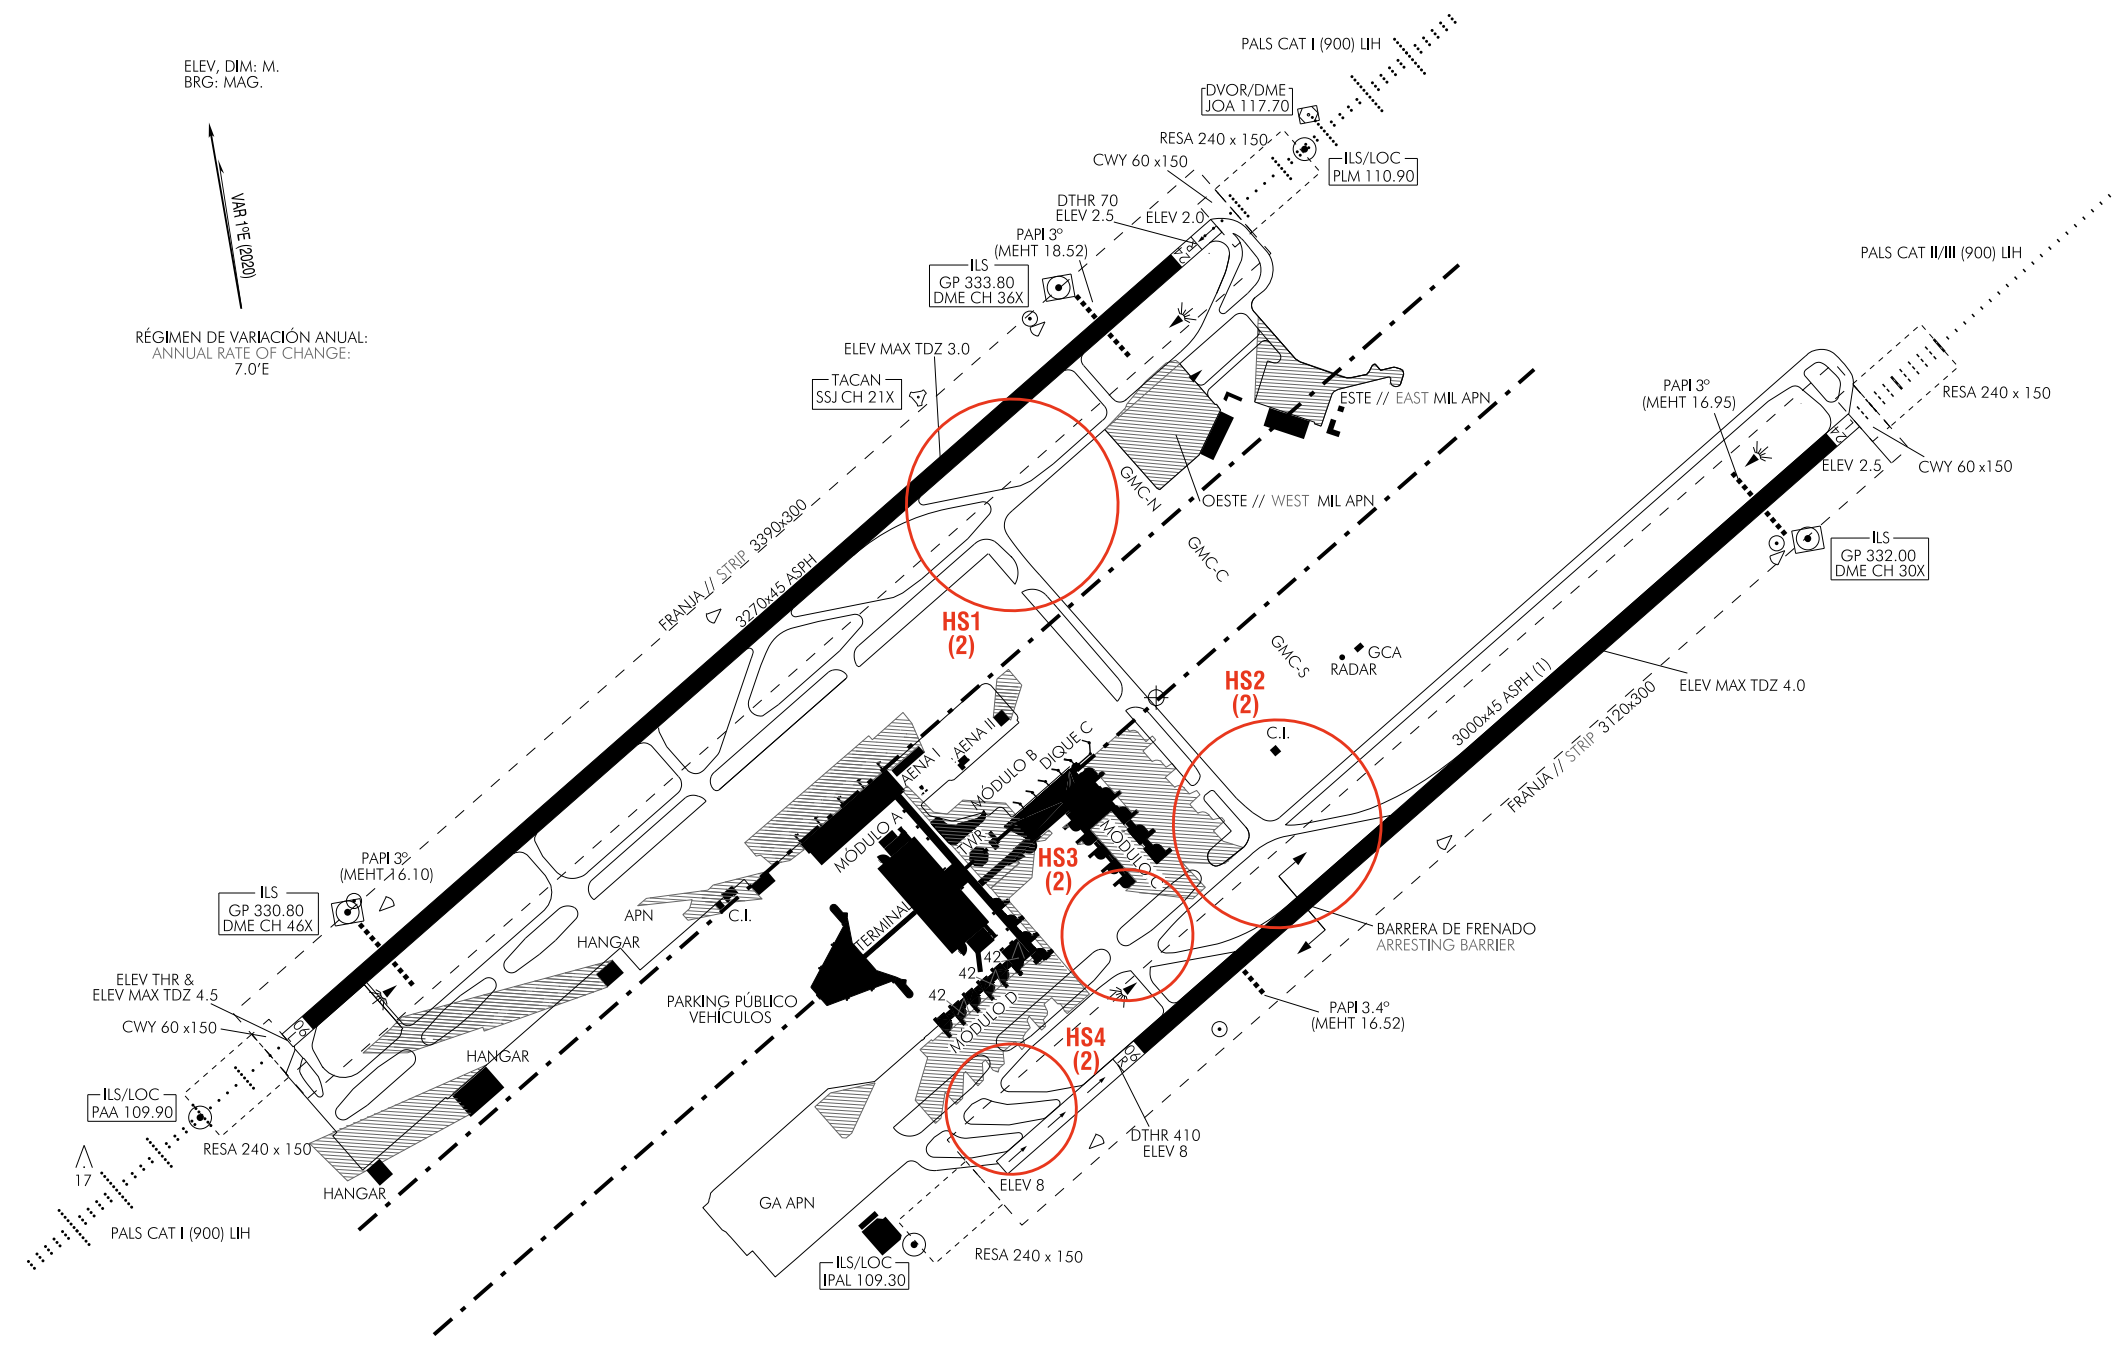 ELEV, DIM: M.
BRG: MAG.
VAR 1ºE (2020)
RÉGIMEN DE VARIACIÓN ANUAL:
ANNUAL RATE OF CHANGE:
7.0'E
PALS CAT I (900) LIH
DVOR/DME
JOA 117.70
RESA 240 x 150
CWY 60 x150
ILS/LOC
PLM 110.90
DTHR 70
ELEV 2.5
ELEV 2.0
PAPI 3º
(MEHT 18.52)
24
R
ILS
GP 333.80
DME CH 36X
ELEV MAX TDZ 3.0
TACAN
SSJ CH 21X
PALS CAT II/III (900) LIH
PAPI 3º
(MEHT 16.95)
RESA 240 x 150
24
L
ELEV 2.5
CWY 60 x150
ILS
GP 332.00
DME CH 30X
ESTE // EAST MIL APN
OESTE // WEST MIL APN
GMC-N
GMC-C
GMC-S
FRANJA // STRIP 3390x300
3270x45 ASPH
HS1
(2)
RADAR
GCA
HS2
(2)
C.I.
3000x45 ASPH (1)
FRANJA // STRIP 3120x300
ELEV MAX TDZ 4.0
AENA I
AENA II
MÓDULO B
DIQUE C
MÓDULO A
TWR
MÓDULO C
HS3
(2)
PAPI 3º
(MEHT 16.10)
ILS
GP 330.80
DME CH 46X
APN
C.I.
HANGAR
TERMINAL
42
42
42
MÓDULO D
PARKING PÚBLICO
VEHÍCULOS
BARRERA DE FRENADO
ARRESTING BARRIER
PAPI 3.4º
(MEHT 16.52)
ELEV THR &
ELEV MAX TDZ 4.5
CWY 60 x150
06
L
HS4
(2)
06
R
HANGAR
ILS/LOC
PAA 109.90
RESA 240 x 150
17
HANGAR
PALS CAT I (900) LIH
DTHR 410
ELEV 8
ELEV 8
GA APN
RESA 240 x 150
ILS/LOC
IPAL 109.30